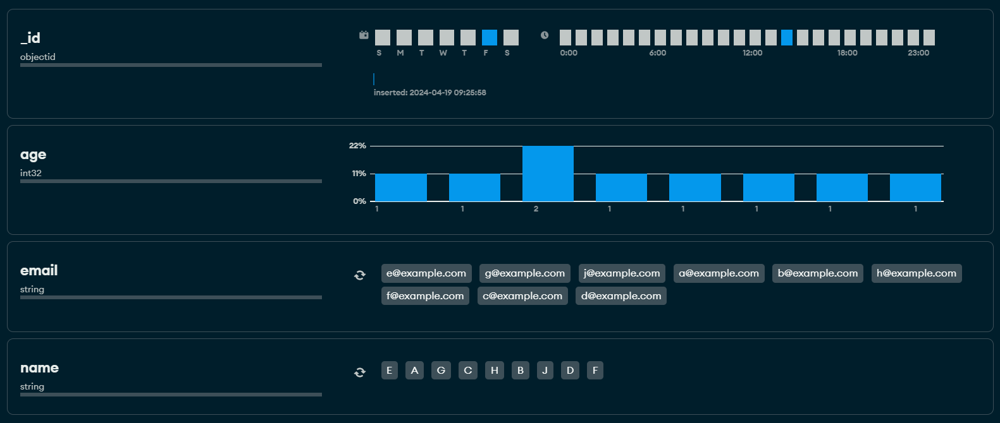 _id
objectid
S M T W T F S
0:00 6:00 12:00 18:00 23:00
inserted: 2024-04-19 09:25:58
age
int32
22%
11%
0%
1 1 2 1 1 1 1 1
email
string
e@example.com g@example.com j@example.com a@example.com b@example.com h@example.com
f@example.com c@example.com d@example.com
name
string
E A G C H B J D F